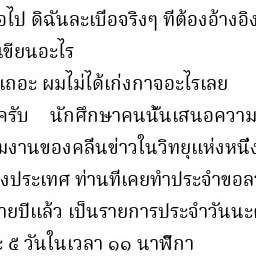 ไป ดิฉันละเบื่อจริงๆ ที่ต้องอ้างอิง
เขียนอะไร
เถอะ ผมไม่ได้เก่งกาจอะไรเลย
ครับ นักศึกษาคนนั้นเสนอความ
งานของคลีนข่าวในวิทยุแห่งหนึ่ง
งประเทศ ท่านที่เคยทำประจำขอลา
ายปีแล้ว เป็นรายการประจำวันนะ
๕ วันในเวลา ๑๑ นาฬิกา